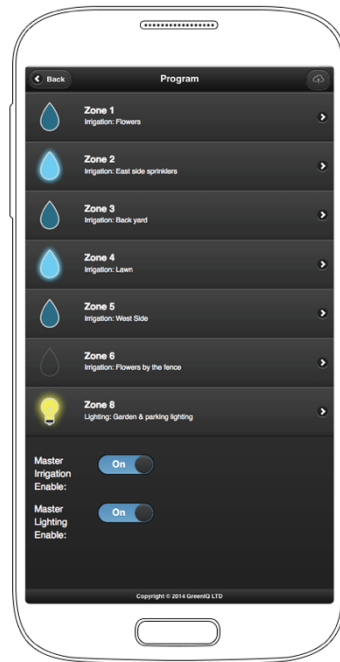 Back
Program
Zone 1
Irrigation: Flowers
Zone 2
Irrigation: East side sprinklers
Zone 3
Irrigation: Back yard
Zone 4
Irrigation: Lawn
Zone 5
Irrigation: West Side
Zone 6
Irrigation: Flowers by the fence
Zone 8
Lighting: Garden & parking lighting
Master
Irrigation
Enable:
On
Master
Lighting
Enable:
On
Copyright © 2014 GreenIQ LTD